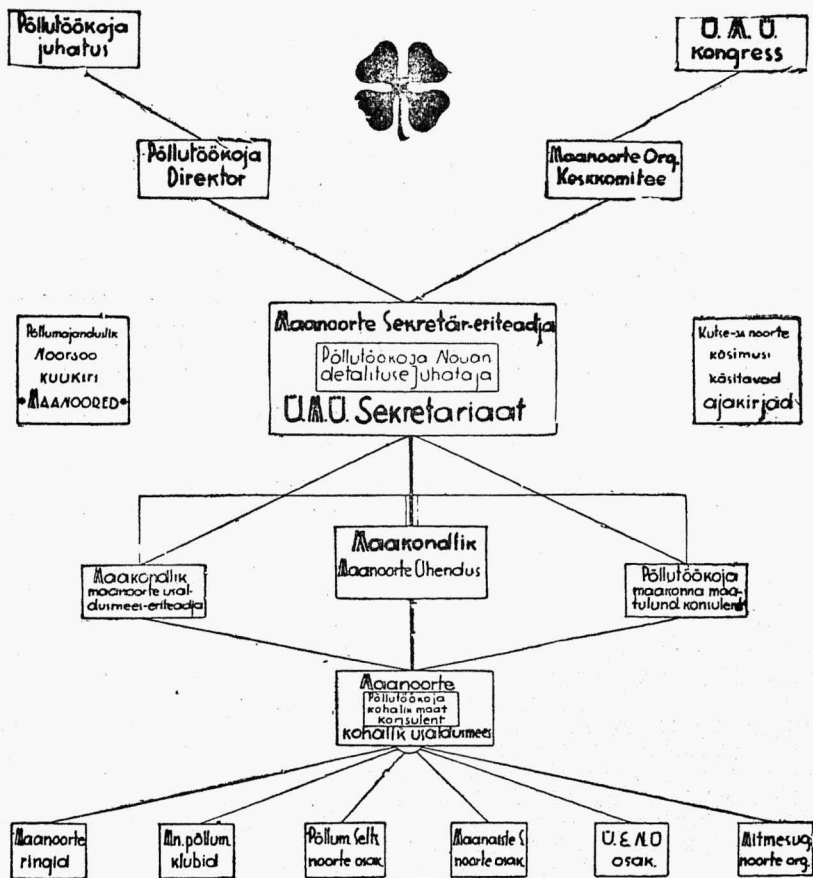 Põllutöökoja
juhatus
Ü. M. Ü.
kongress
Põllutöökoja
Direktor
Maanoorte Org.
Keskkomitee
Põllumajanduslik
Noorsoo
kuukiri
•MAANOORED•
Maanoorte Sekretär-eriteadja
Põllutöökoja Nõuan
detalituse juhataja
Ü.M.Ü. Sekretariaat
Kutse-ja noorte
küsimusi
käsitavad
ajakirjad
Maakondlik
maanoorte usal-
dusmees-eriteadja
Maakondlik
Maanoorte Ühendus
Põllutöökoja
maakonna maa-
tulund konsulent
Maanoorte
Põllutöökoja
kohalik maat
konsulent
kohalik usaldusmees
Maanoorte
ringid
Mn. põllum.
klubid
Põllum Selts
noorte osak.
Maanaiste S.
noorte osak.
Ü. E. N. Ü
osak.
Mitmesug.
noorte org.